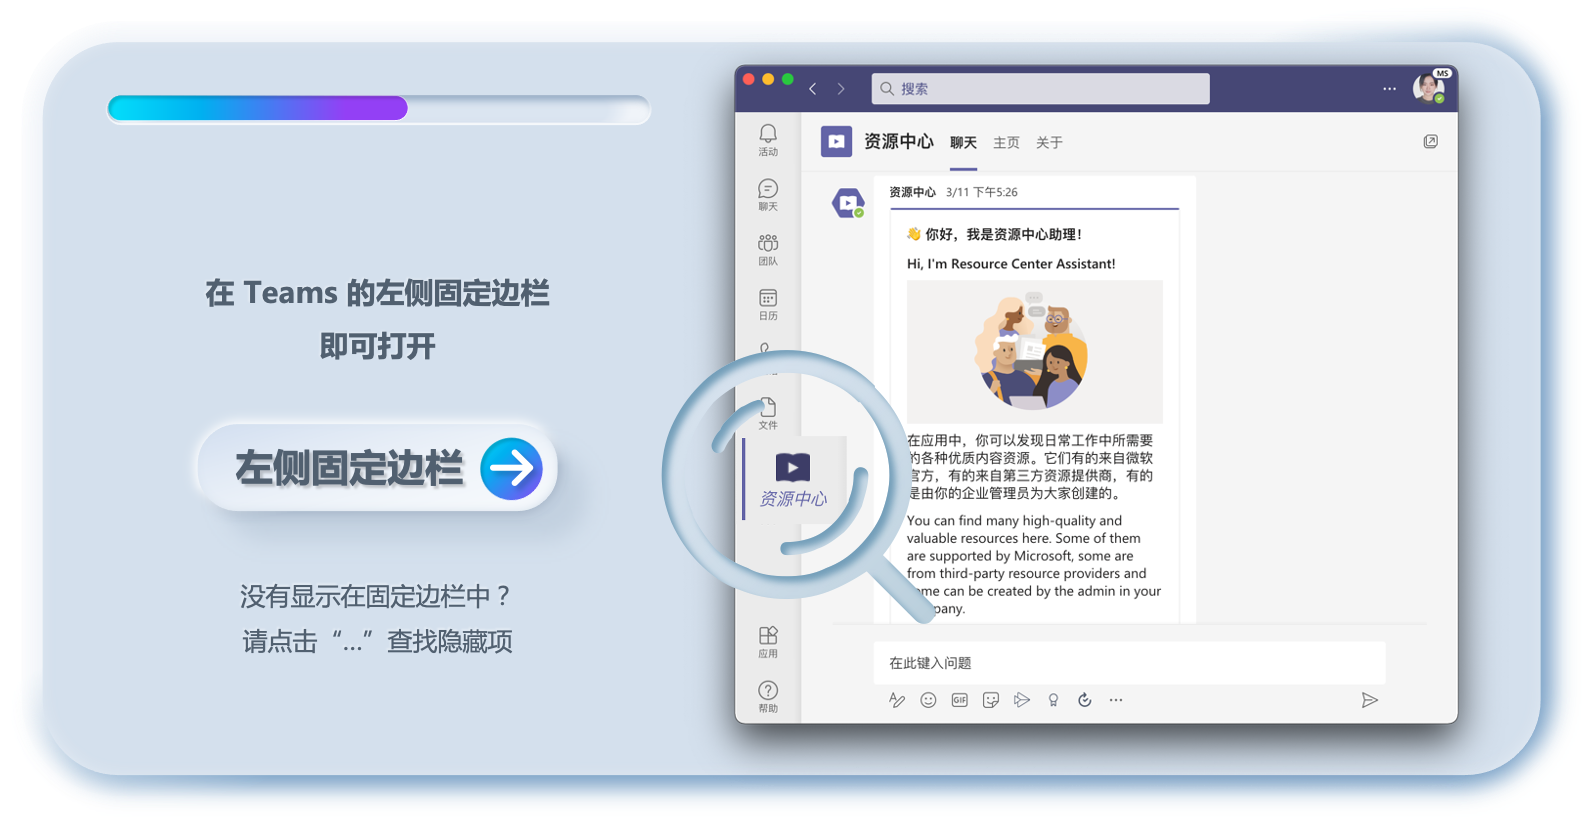 在 Teams 的左侧固定边栏
即可打开
左侧固定边栏
没有显示在固定边栏中？
请点击“...”查找隐藏项
搜索
MS
活动
聊天
团队
日历
文件
资源中心
应用
帮助
资源中心 聊天 主页 关于
资源中心 3/11 下午5:26
👋 你好，我是资源中心助理！
Hi, I'm Resource Center Assistant!
在应用中，你可以发现日常工作中所需要
的各种优质内容资源。它们有的来自微软
官方，有的来自第三方资源提供商，有的
是由你的企业管理员为大家创建的。
You can find many high-quality and
valuable resources here. Some of them
are supported by Microsoft, some are
from third-party resource providers and
some can be created by the admin in your
pany.
在此键入问题
GIF